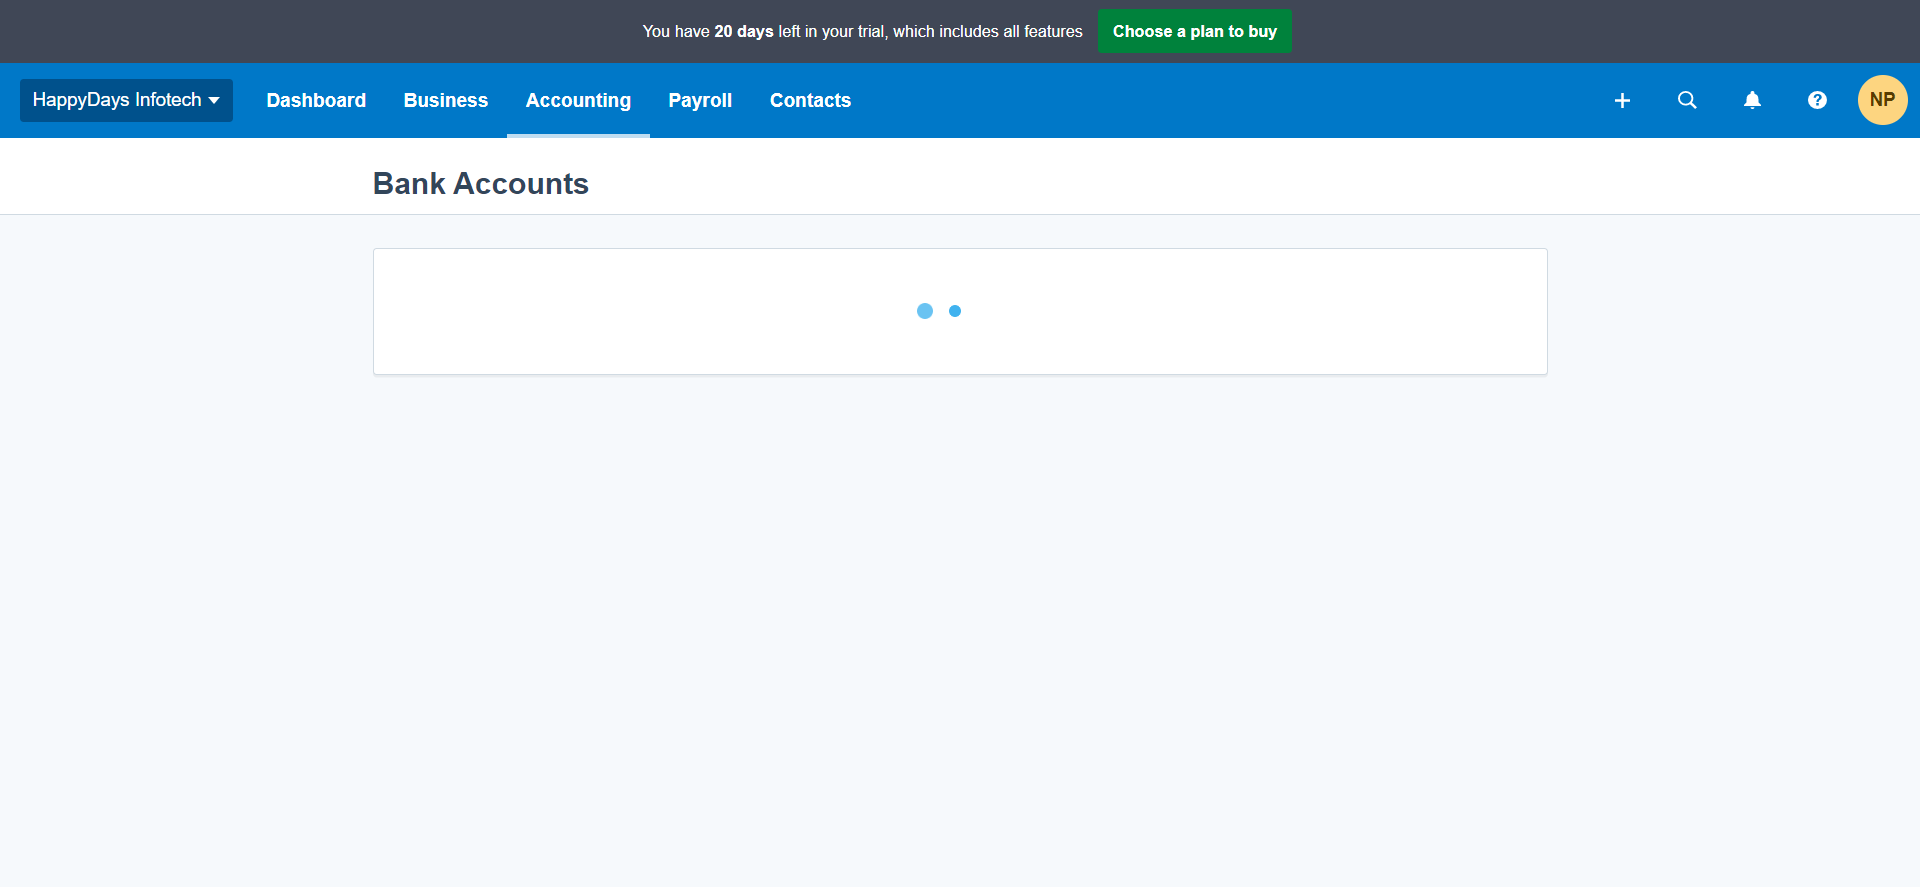 You have 20 days left in your trial, which includes all features
Choose a plan to buy
HappyDays Infotech
Dashboard
Business
Accounting
Payroll
Contacts
NP
Bank Accounts